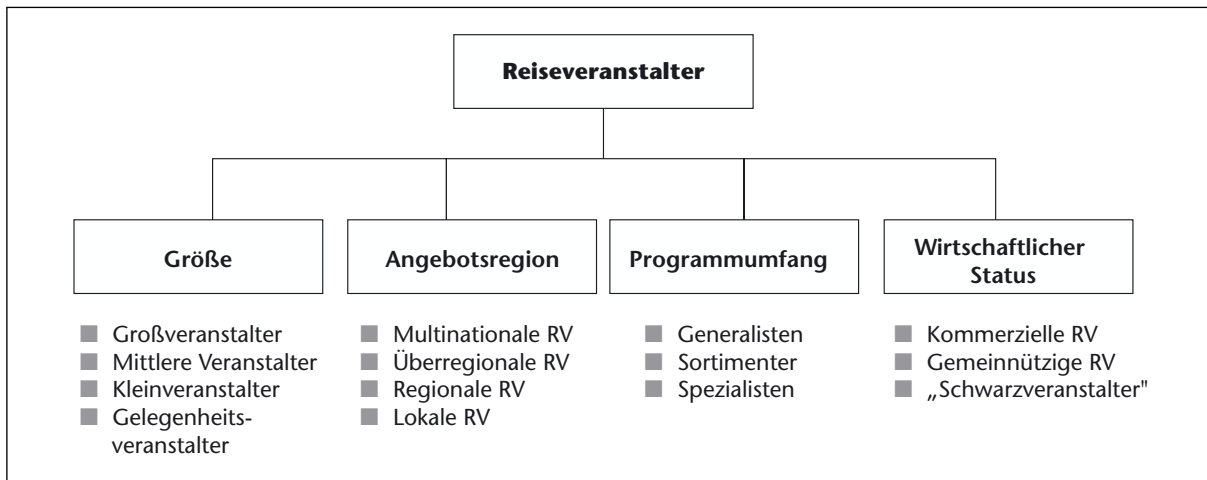 Reiseveranstalter
Größe
Angebotsregion
Programmumfang
Wirtschaftlicher
Status
Großveranstalter
Mittlere Veranstalter
Kleinveranstalter
Gelegenheits-
veranstalter
Multinationale RV
Überregionale RV
Regionale RV
Lokale RV
Generalisten
Sortimenter
Spezialisten
Kommerzielle RV
Gemeinnützige RV
„Schwarzveranstalter"